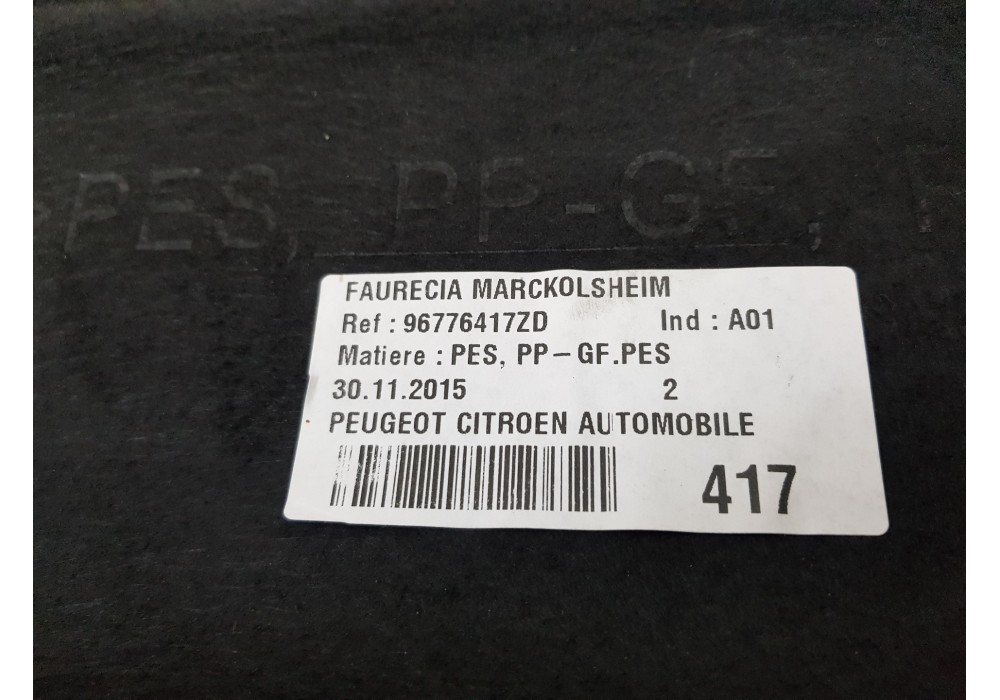 PES, PP-GF,
FAURECIA MARCKOLSHEIM
Ref : 96776417ZD Ind : A01
Matiere : PES, PP-GF.PES
30.11.2015 2
PEUGEOT CITROEN AUTOMOBILE
417